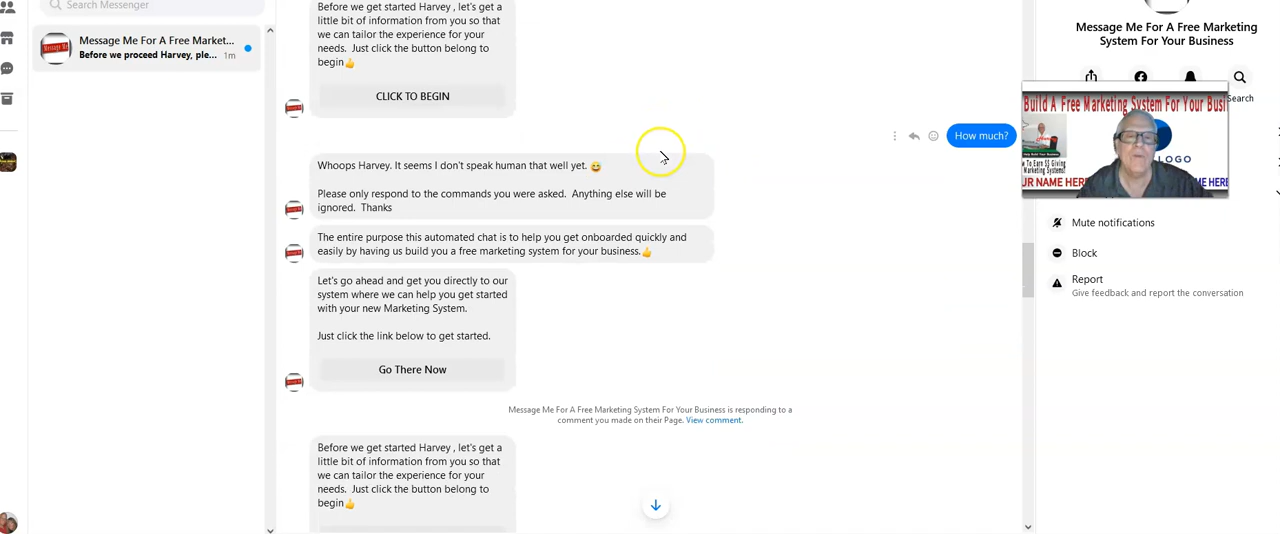 Search Messenger
Message Me For A Free Market...
Before we proceed Harvey, ple... 1m
Before we get started Harvey , let's get a
little bit of information from you so that
we can tailor the experience for your
needs. Just click the button belong to
begin👍
CLICK TO BEGIN
How much?
Whoops Harvey. It seems I don't speak human that well yet. 😅
Please only respond to the commands you were asked. Anything else will be
ignored. Thanks
The entire purpose this automated chat is to help you get onboarded quickly and
easily by having us build you a free marketing system for your business.👍
Let's go ahead and get you directly to our
system where we can help you get started
with your new Marketing System.
Just click the link below to get started.
Go There Now
Message Me For A Free Marketing System For Your Business is responding to a
comment you made on their Page. View comment.
Before we get started Harvey , let's get a
little bit of information from you so that
we can tailor the experience for your
needs. Just click the button belong to
begin👍
Message Me For A Free Marketing
System For Your Business
Search
Build A Free Marketing System For Your Busi
LOGO
Marketing Systems!
UR NAME HERE
ME HERE
Mute notifications
Block
Report
Give feedback and report the conversation